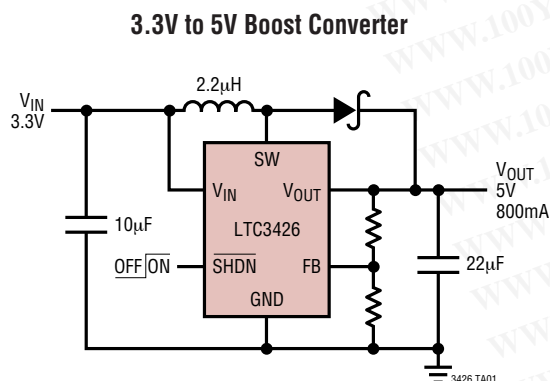 3.3V to 5V Boost Converter
2.2µH
VIN
3.3V
SW
VIN
VOUT
VOUT
5V
800mA
10µF
LTC3426
OFF ON
SHDN
FB
22µF
GND
3426 TA01